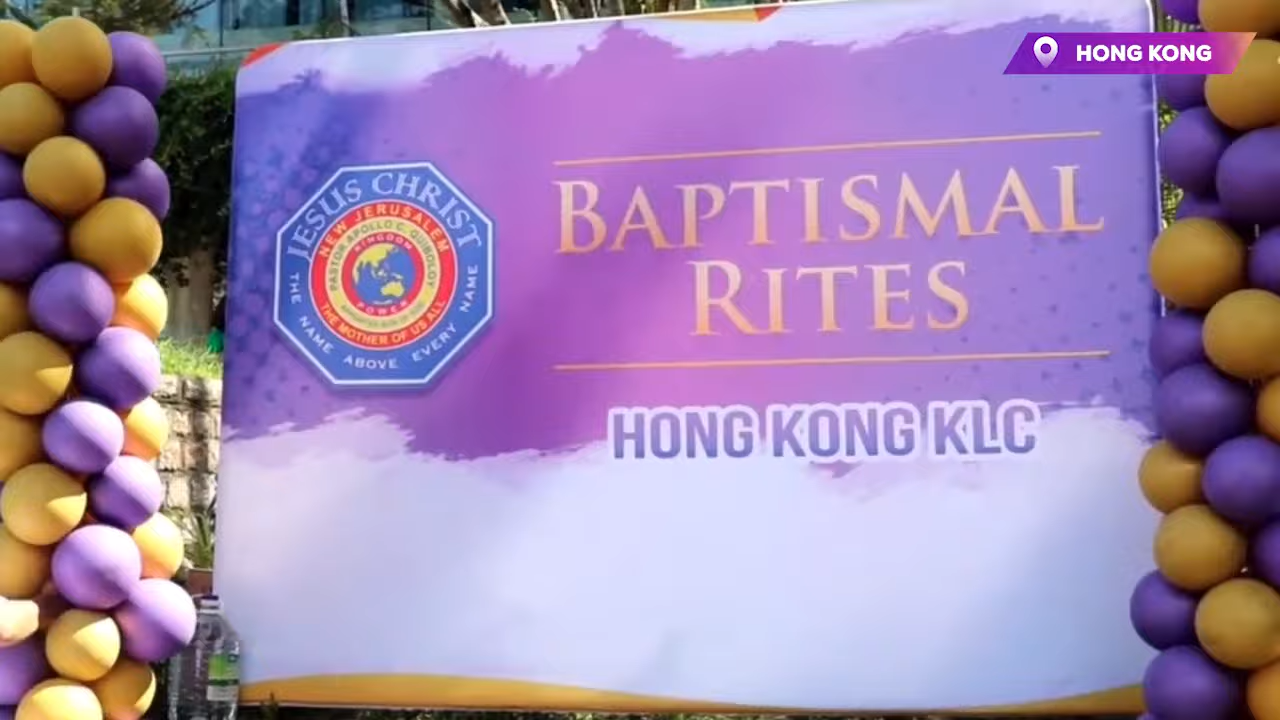 HONG KONG
BAPTISMAL
RITES
HONG KONG KLC
JESUS CHRIST
THE NAME ABOVE EVERY NAME
NEW JERUSALEM
THE MOTHER OF US ALL
PASTOR APOLLO C. QUIBOLOY
KINGDOM
POWER